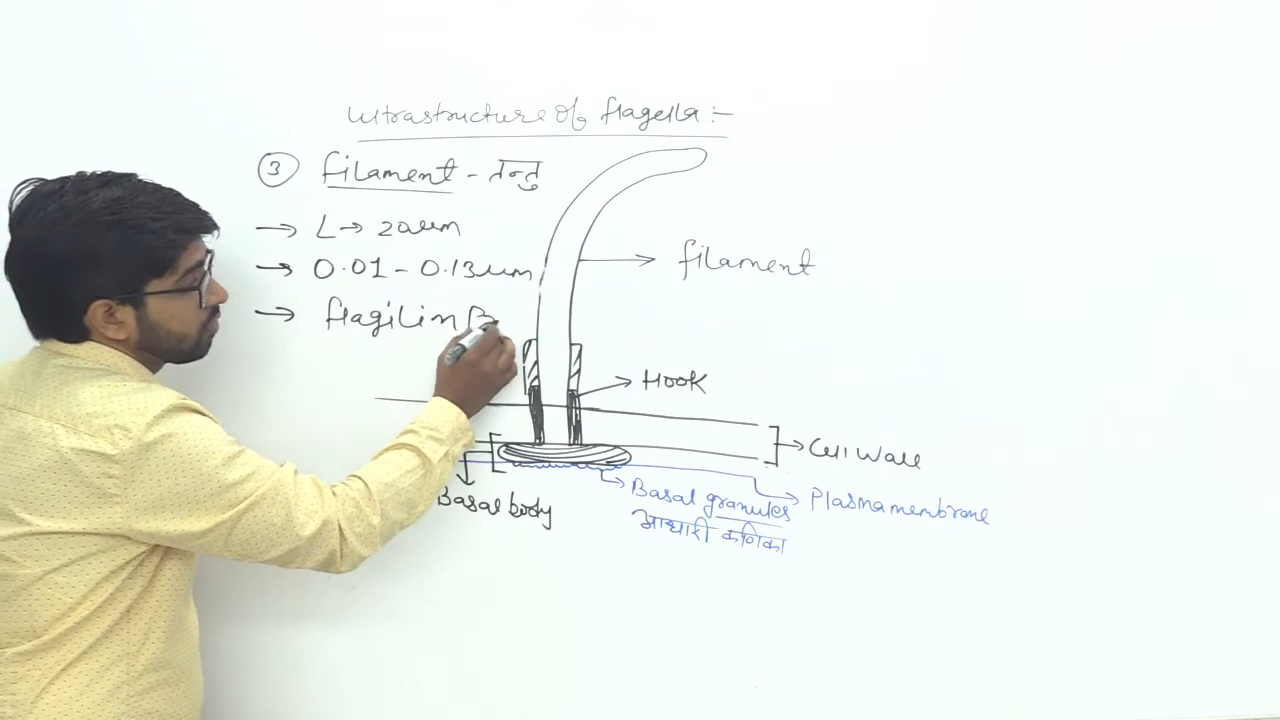 Ultrastructure of flagella :-
③ filament - तन्तु
→ L → 20um
→ 0.01 - 0.13um
→ flagilin B
filament
Hook
Cell Wall
Basal body
Basal granules
आधारी कणिका
Plasmamembrane